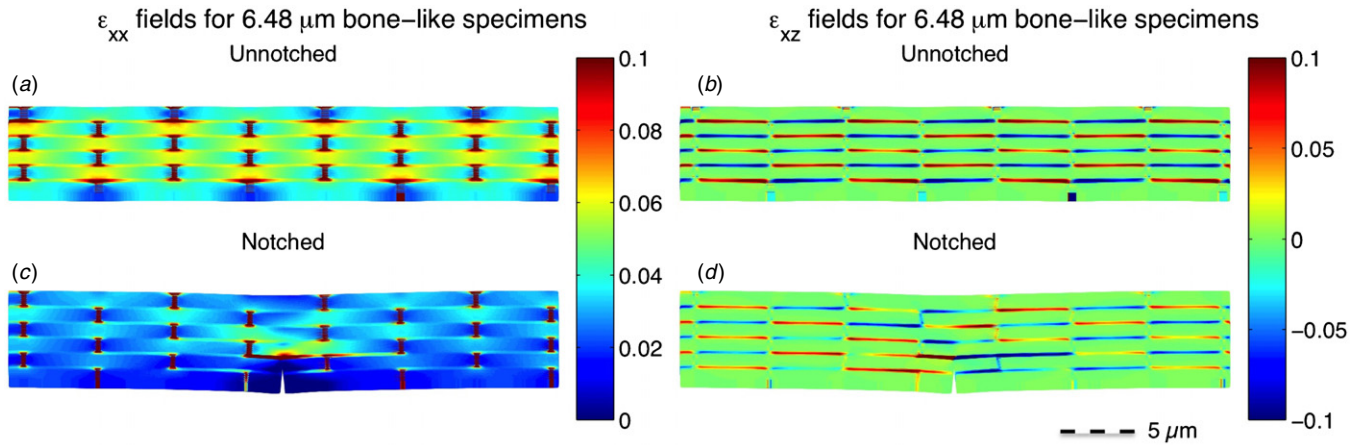 ε_xx fields for 6.48 μm bone–like specimens
Unnotched
(a)
0.1
0.08
0.06
0.04
0.02
0
Notched
(c)
ε_xz fields for 6.48 μm bone–like specimens
Unnotched
(b)
0.1
0.05
0
−0.05
−0.1
Notched
(d)
5 μm